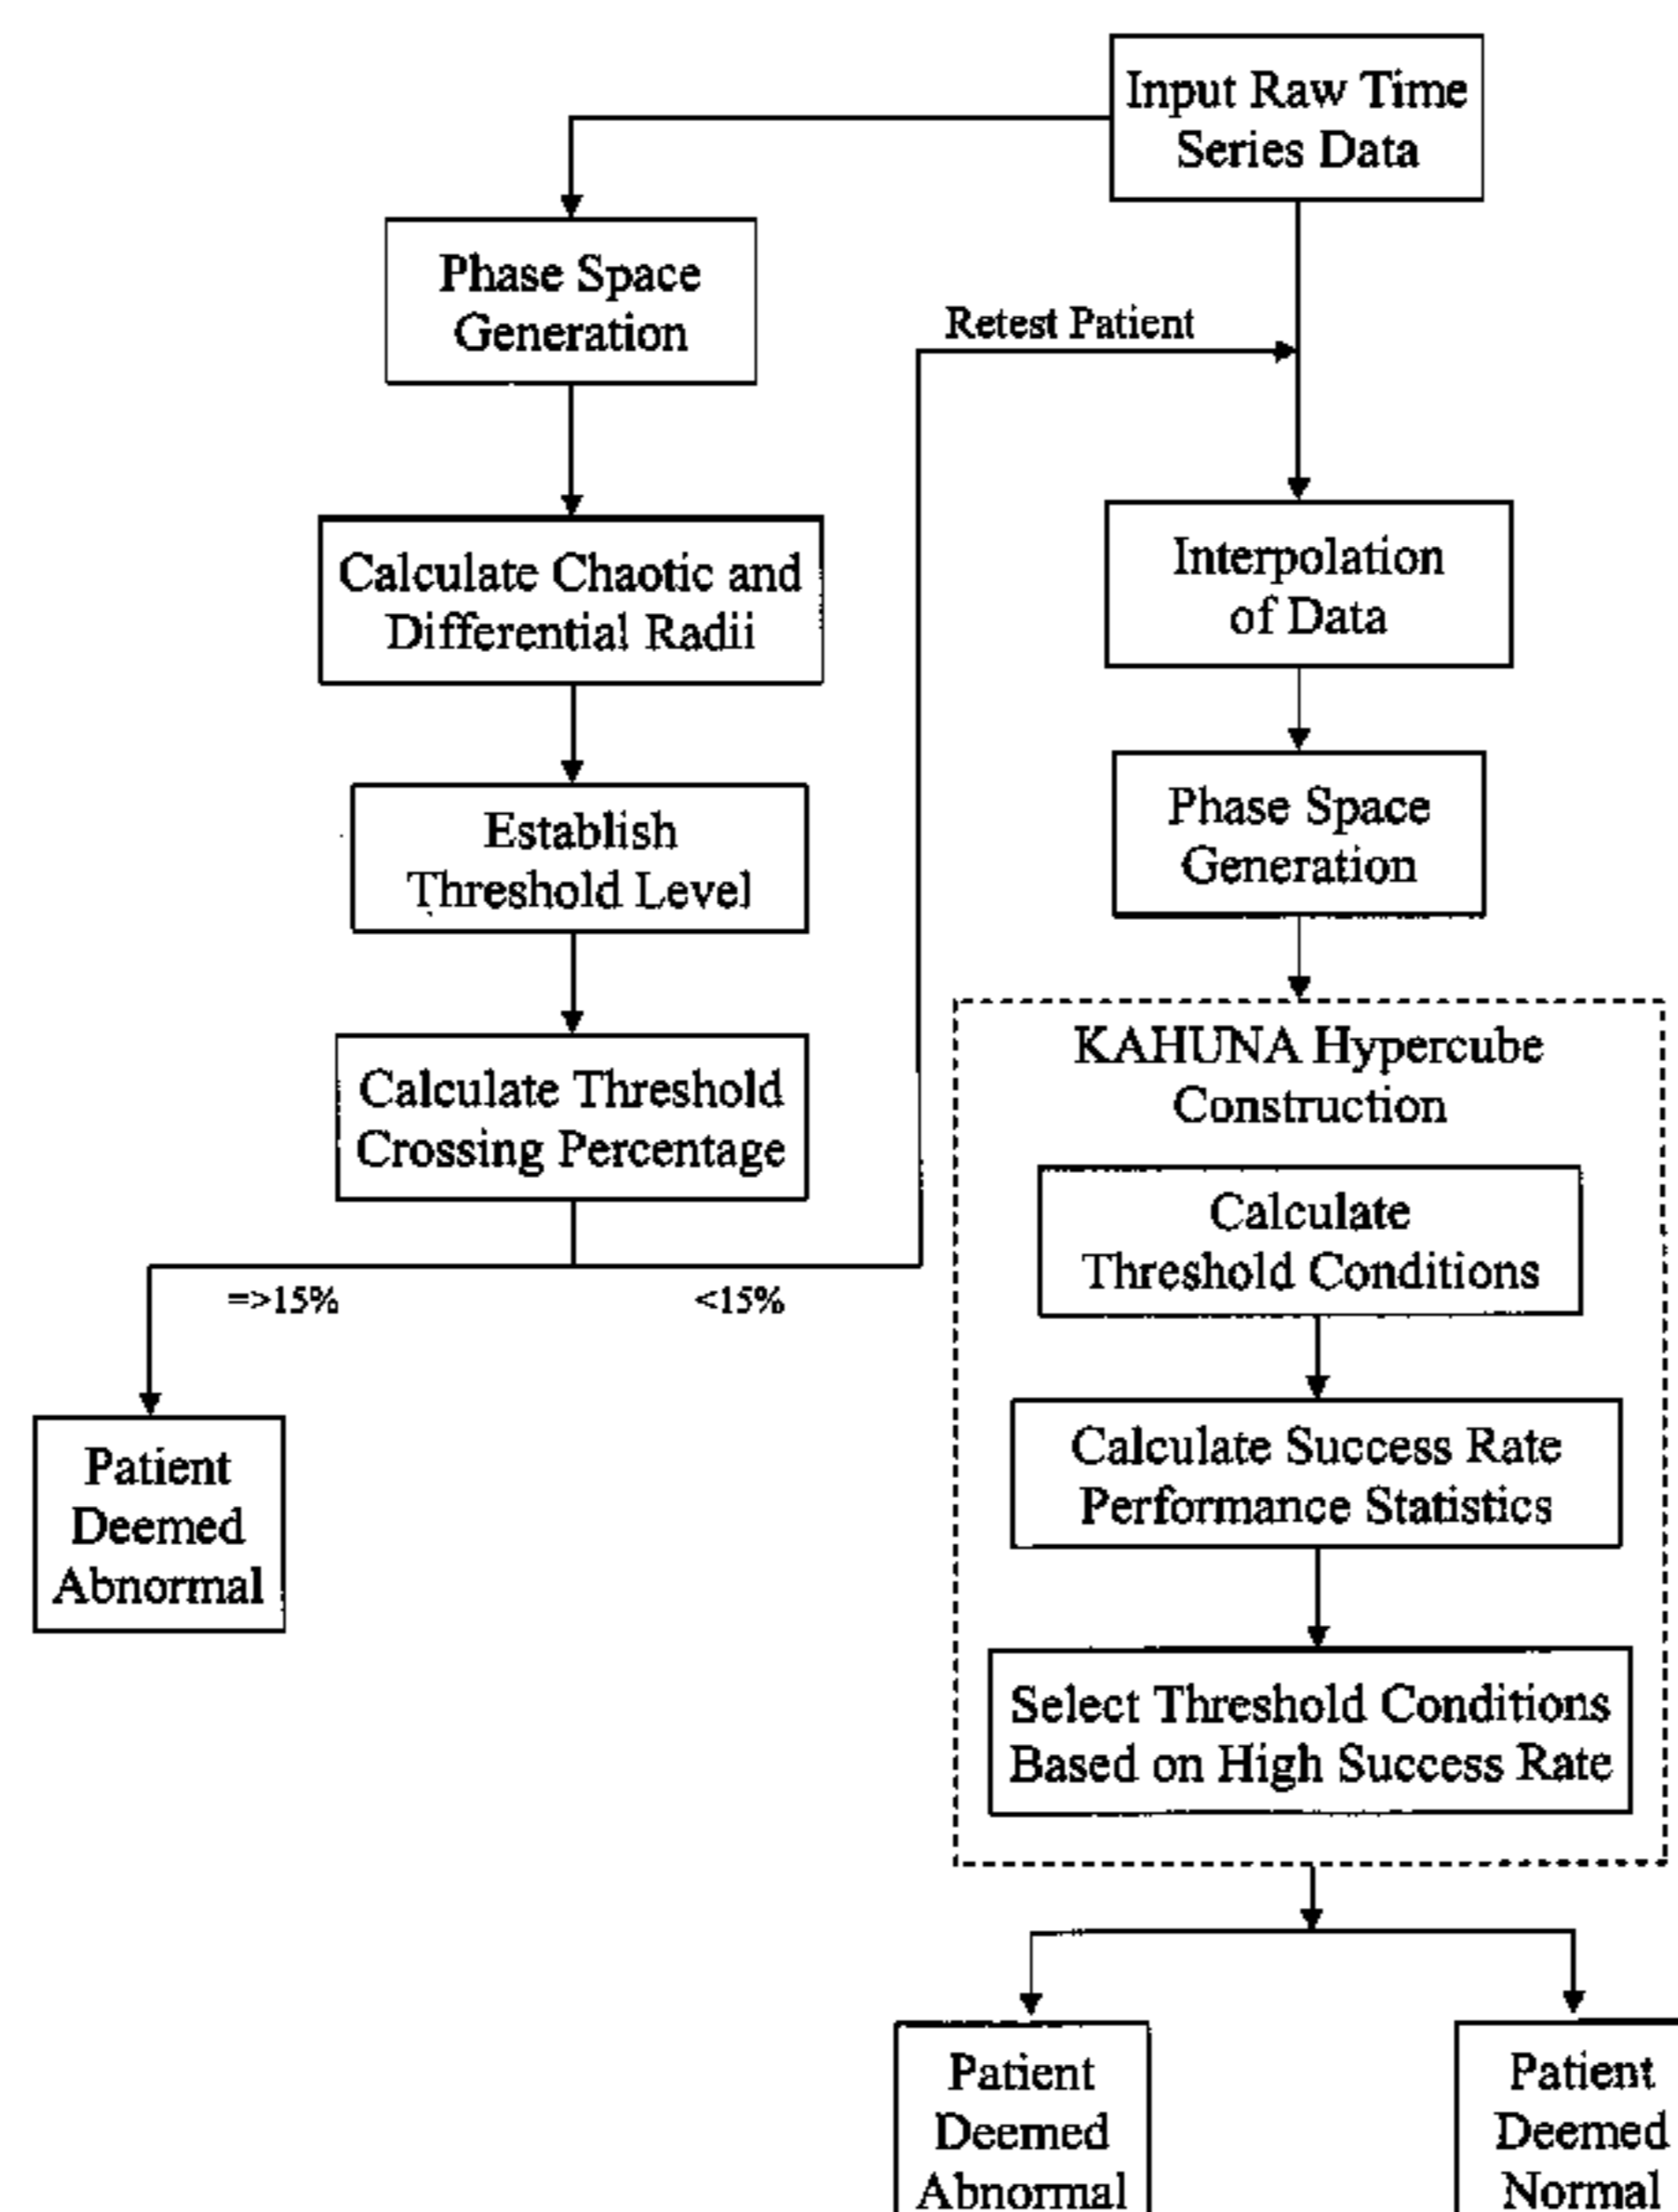 Input Raw Time
Series Data
Phase Space
Generation
Retest Patient
Calculate Chaotic and
Differential Radii
Interpolation
of Data
Establish
Threshold Level
Phase Space
Generation
Calculate Threshold
Crossing Percentage
=>15%
<15%
Patient
Deemed
Abnormal
KAHUNA Hypercube
Construction
Calculate
Threshold Conditions
Calculate Success Rate
Performance Statistics
Select Threshold Conditions
Based on High Success Rate
Patient
Deemed
Abnormal
Patient
Deemed
Normal